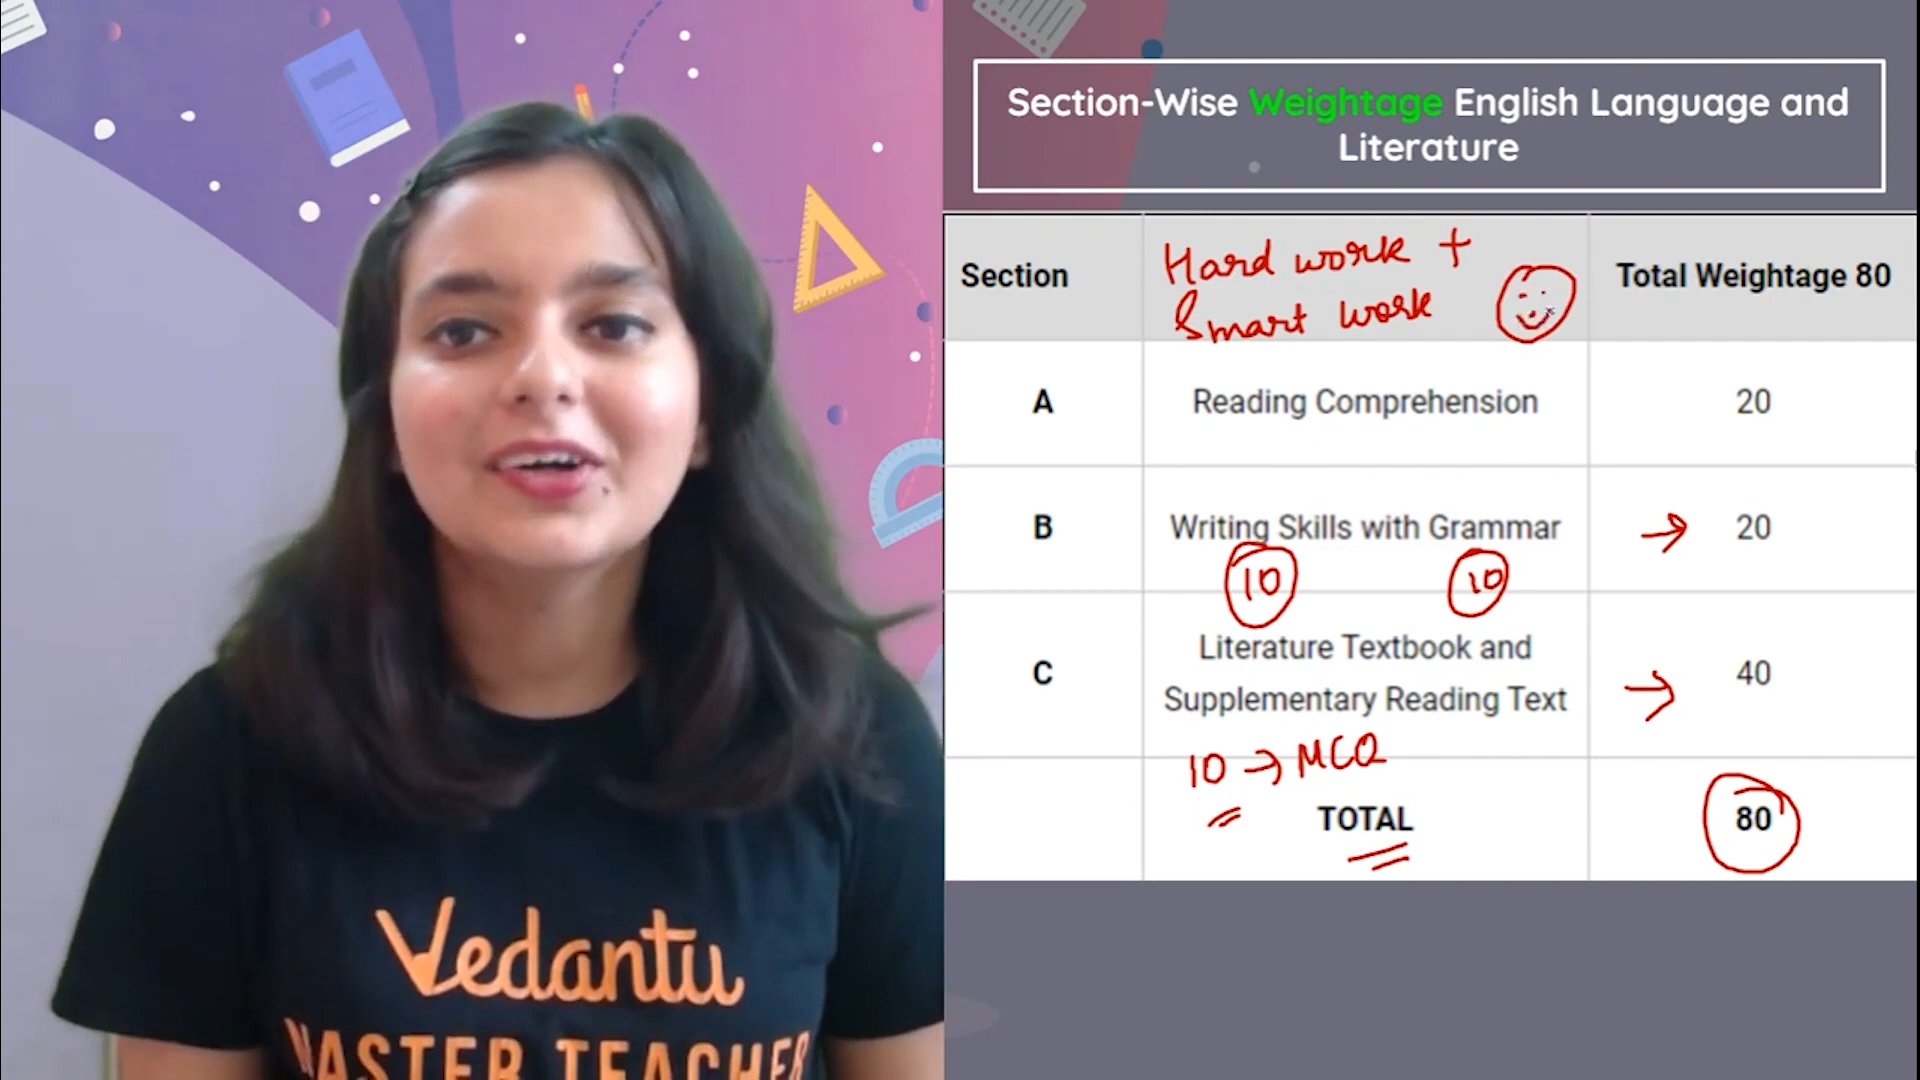 Section-Wise Weightage English Language and
Literature
Section
Hard work +
Smart work
Total Weightage 80
A
Reading Comprehension
20
B
Writing Skills with Grammar
→ 20
10
10
C
Literature Textbook and
Supplementary Reading Text
→ 40
10 → MCQ
TOTAL
80
Vedantu
MASTER TEACHER